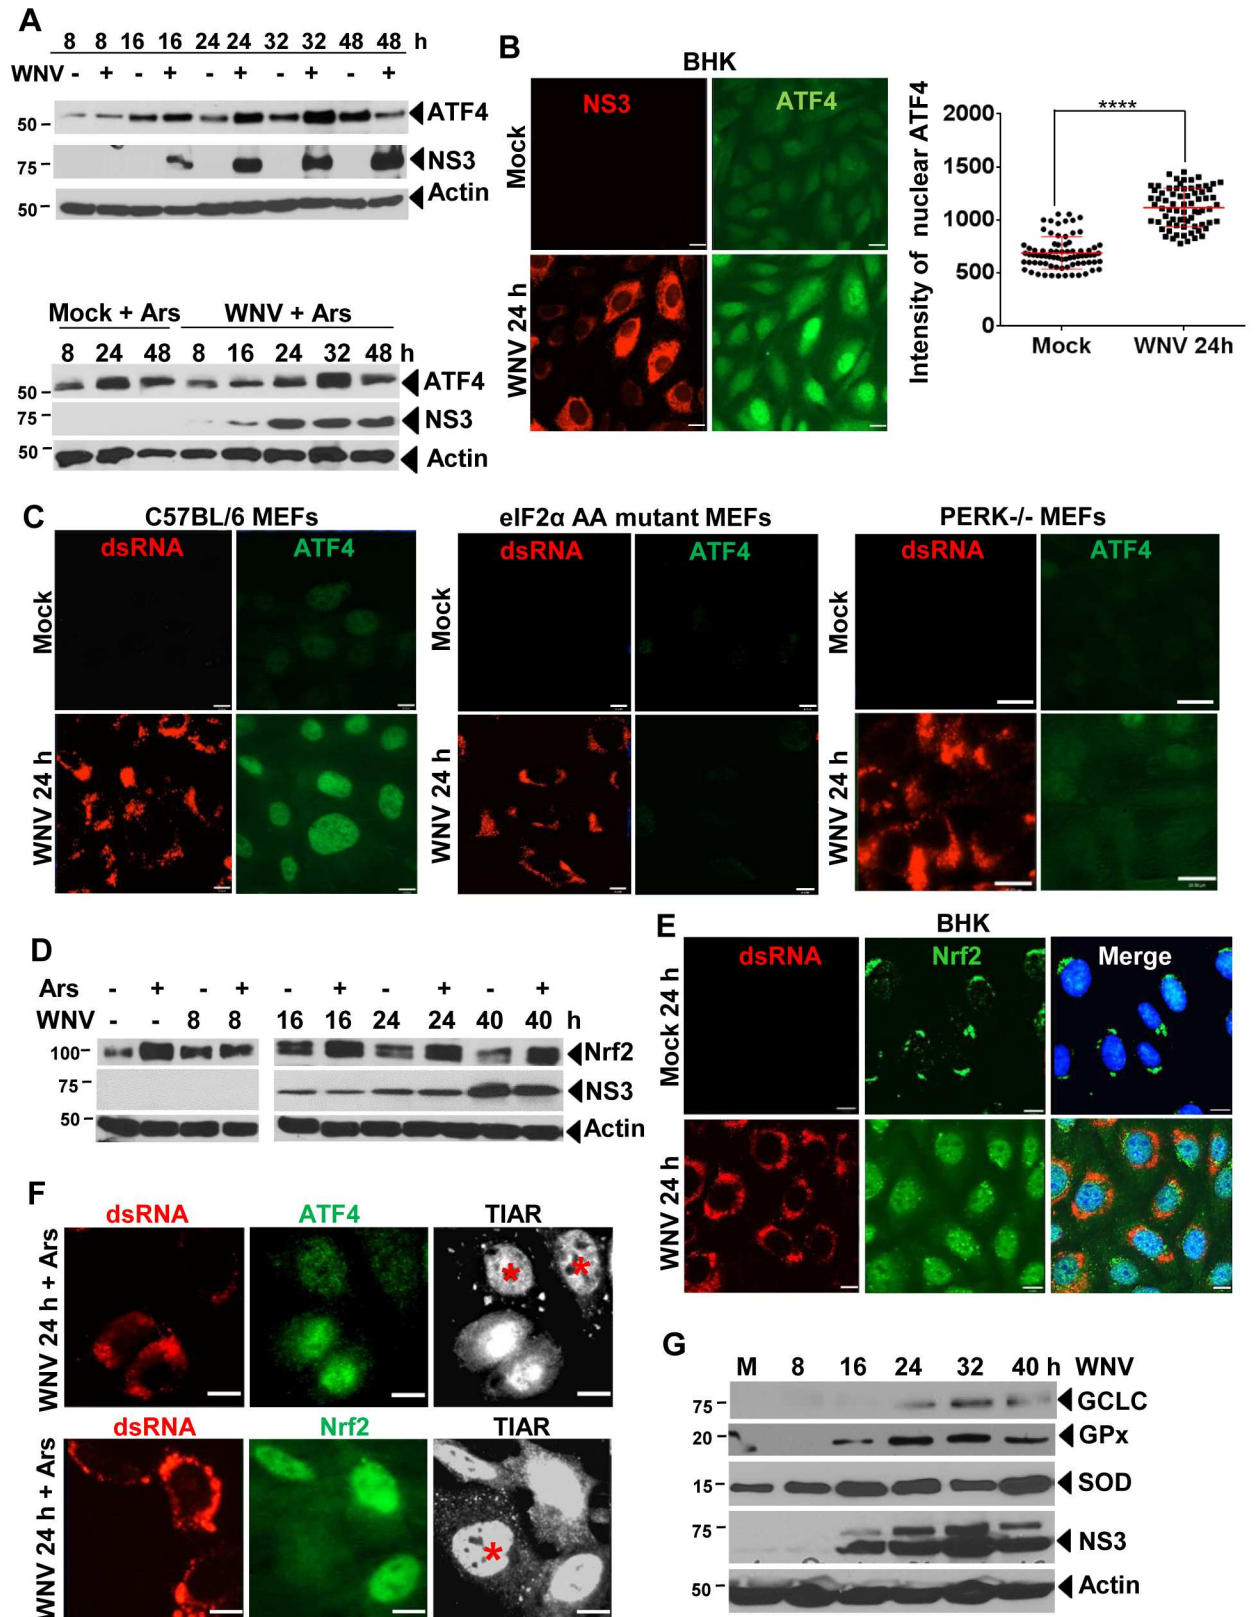 A
8 8 16 16 24 24 32 32 48 48 h
WNV - + - + - + - + - +
50
ATF4
75
NS3
50
Actin
Mock + Ars WNV + Ars
8 24 48 8 16 24 32 48 h
50
ATF4
75
NS3
50
Actin
B
BHK
NS3 ATF4
Mock
WNV 24 h
Intensity of nuclear ATF4
****
2000
1500
1000
500
0
Mock WNV 24h
C
C57BL/6 MEFs
dsRNA ATF4
Mock
WNV 24 h
eIF2α AA mutant MEFs
dsRNA ATF4
Mock
WNV 24 h
PERK-/- MEFs
dsRNA ATF4
Mock
WNV 24 h
D
Ars - + - + - + - + - +
WNV - - 8 8 16 16 24 24 40 40 h
100
Nrf2
75
NS3
50
Actin
E
BHK
dsRNA Nrf2 Merge
Mock 24 h
WNV 24 h
F
dsRNA ATF4 TIAR
WNV 24 h + Ars
* *
dsRNA Nrf2 TIAR
WNV 24 h + Ars
*
G
M 8 16 24 32 40 h WNV
75
GCLC
20
GPx
15
SOD
75
NS3
50
Actin